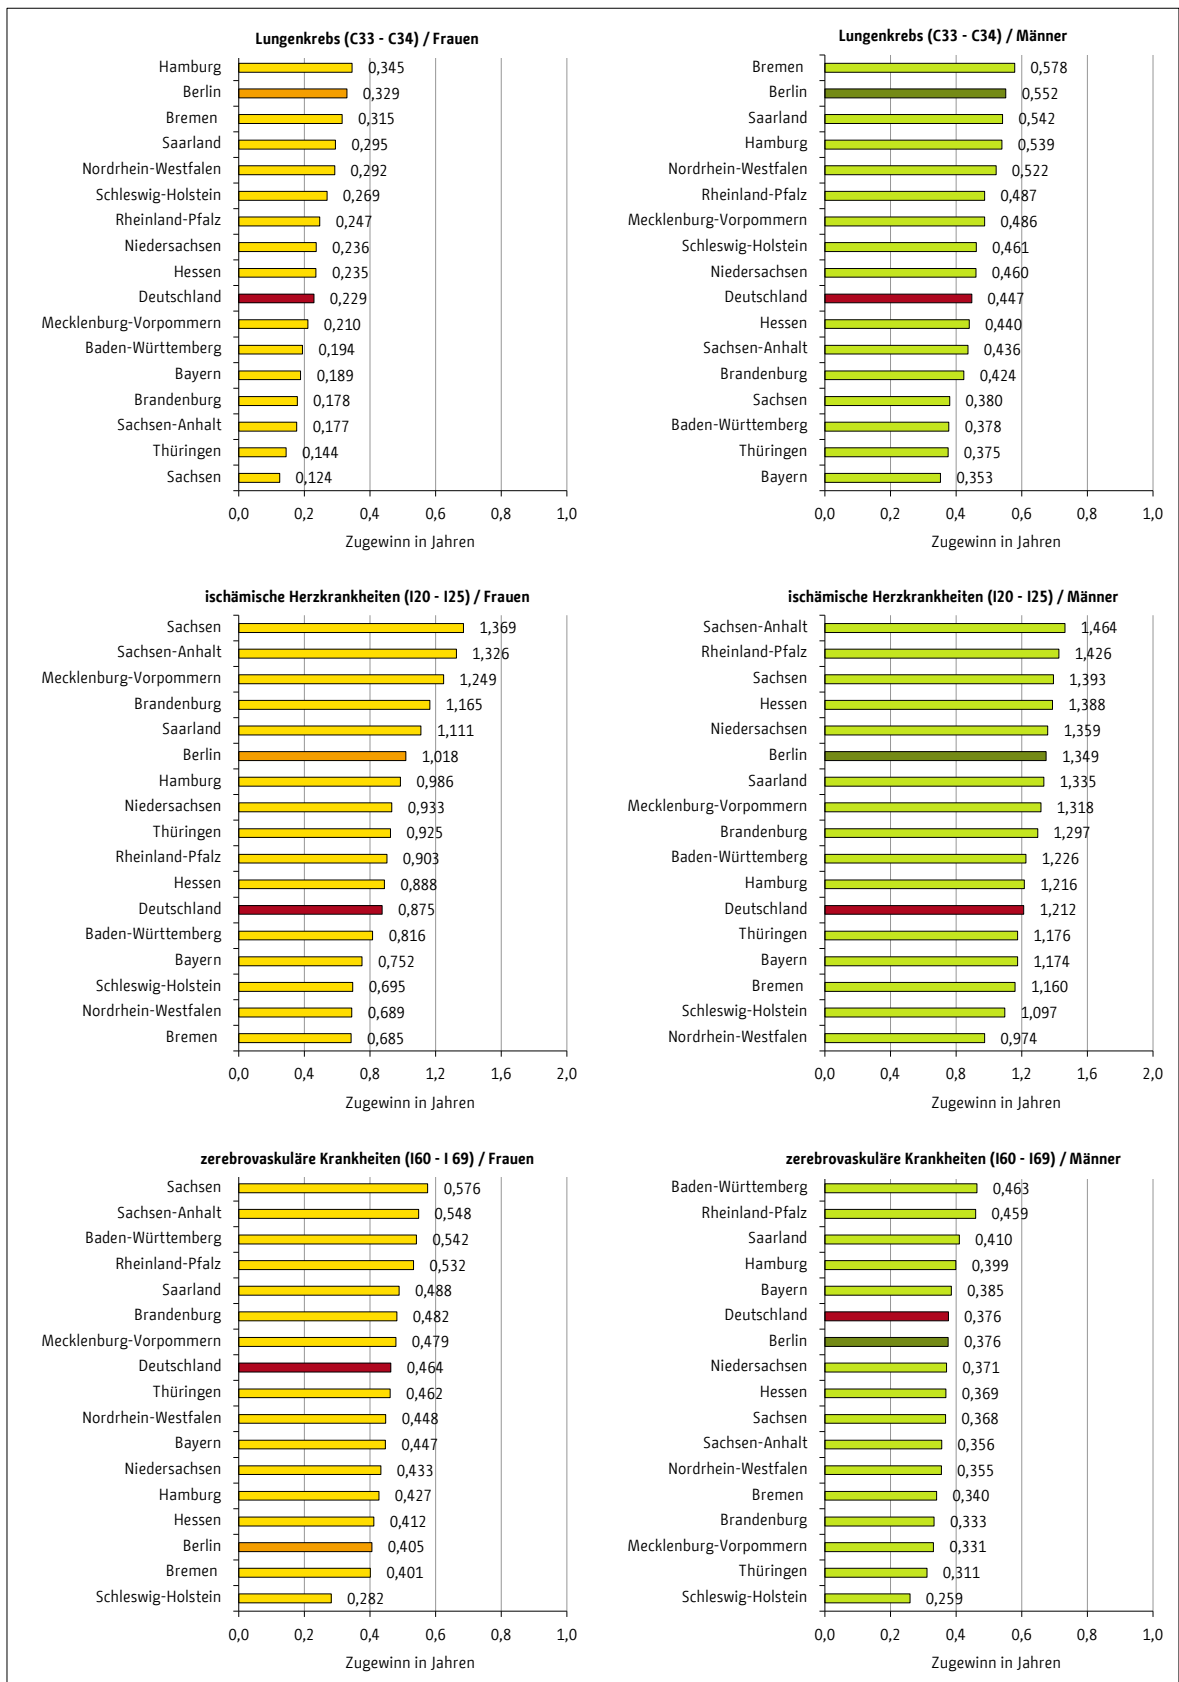 Lungenkrebs (C33 - C34) / Frauen
Hamburg 0,345
Berlin 0,329
Bremen 0,315
Saarland 0,295
Nordrhein-Westfalen 0,292
Schleswig-Holstein 0,269
Rheinland-Pfalz 0,247
Niedersachsen 0,236
Hessen 0,235
Deutschland 0,229
Mecklenburg-Vorpommern 0,210
Baden-Württemberg 0,194
Bayern 0,189
Brandenburg 0,178
Sachsen-Anhalt 0,177
Thüringen 0,144
Sachsen 0,124
0,0 0,2 0,4 0,6 0,8 1,0
Zugewinn in Jahren
Lungenkrebs (C33 - C34) / Männer
Bremen 0,578
Berlin 0,552
Saarland 0,542
Hamburg 0,539
Nordrhein-Westfalen 0,522
Rheinland-Pfalz 0,487
Mecklenburg-Vorpommern 0,486
Schleswig-Holstein 0,461
Niedersachsen 0,460
Deutschland 0,447
Hessen 0,440
Sachsen-Anhalt 0,436
Brandenburg 0,424
Sachsen 0,380
Baden-Württemberg 0,378
Thüringen 0,375
Bayern 0,353
0,0 0,2 0,4 0,6 0,8 1,0
Zugewinn in Jahren
ischämische Herzkrankheiten (I20 - I25) / Frauen
Sachsen 1,369
Sachsen-Anhalt 1,326
Mecklenburg-Vorpommern 1,249
Brandenburg 1,165
Saarland 1,111
Berlin 1,018
Hamburg 0,986
Niedersachsen 0,933
Thüringen 0,925
Rheinland-Pfalz 0,903
Hessen 0,888
Deutschland 0,875
Baden-Württemberg 0,816
Bayern 0,752
Schleswig-Holstein 0,695
Nordrhein-Westfalen 0,689
Bremen 0,685
0,0 0,4 0,8 1,2 1,6 2,0
Zugewinn in Jahren
ischämische Herzkrankheiten (I20 - I25) / Männer
Sachsen-Anhalt 1,464
Rheinland-Pfalz 1,426
Sachsen 1,393
Hessen 1,388
Niedersachsen 1,359
Berlin 1,349
Saarland 1,335
Mecklenburg-Vorpommern 1,318
Brandenburg 1,297
Baden-Württemberg 1,226
Hamburg 1,216
Deutschland 1,212
Thüringen 1,176
Bayern 1,174
Bremen 1,160
Schleswig-Holstein 1,097
Nordrhein-Westfalen 0,974
0,0 0,4 0,8 1,2 1,6 2,0
Zugewinn in Jahren
zerebrovaskuläre Krankheiten (I60 - I 69) / Frauen
Sachsen 0,576
Sachsen-Anhalt 0,548
Baden-Württemberg 0,542
Rheinland-Pfalz 0,532
Saarland 0,488
Brandenburg 0,482
Mecklenburg-Vorpommern 0,479
Deutschland 0,464
Thüringen 0,462
Nordrhein-Westfalen 0,448
Bayern 0,447
Niedersachsen 0,433
Hamburg 0,427
Hessen 0,412
Berlin 0,405
Bremen 0,401
Schleswig-Holstein 0,282
0,0 0,2 0,4 0,6 0,8 1,0
Zugewinn in Jahren
zerebrovaskuläre Krankheiten (I60 - I69) / Männer
Baden-Württemberg 0,463
Rheinland-Pfalz 0,459
Saarland 0,410
Hamburg 0,399
Bayern 0,385
Deutschland 0,376
Berlin 0,376
Niedersachsen 0,371
Hessen 0,369
Sachsen 0,368
Sachsen-Anhalt 0,356
Nordrhein-Westfalen 0,355
Bremen 0,340
Brandenburg 0,333
Mecklenburg-Vorpommern 0,331
Thüringen 0,311
Schleswig-Holstein 0,259
0,0 0,2 0,4 0,6 0,8 1,0
Zugewinn in Jahren